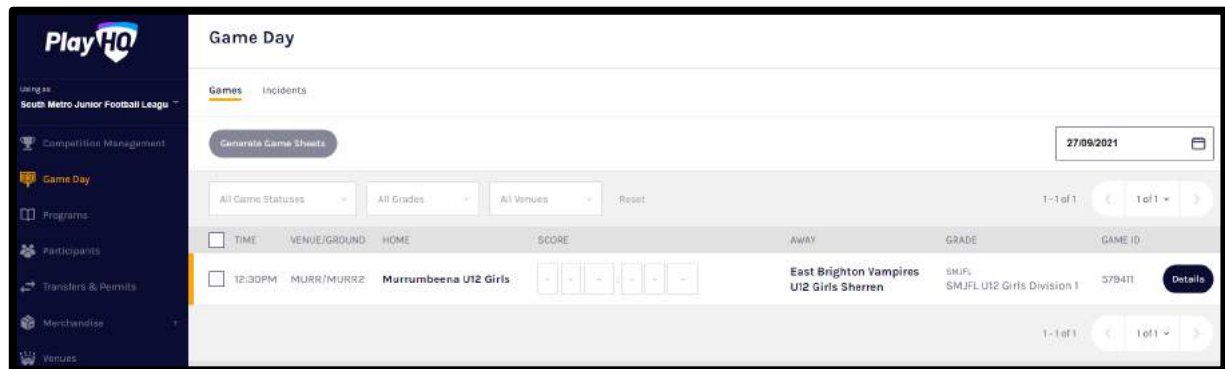 PlayHQ
Game Day
Using as
South Metro Junior Football Leagu
Games Incidents
Competition Management
Generate Game Sheets
27/09/2021
Game Day
All Game Statuses All Grades All Venues Reset 1-1 of 1 1 of 1
Programs
TIME VENUE/GROUND HOME SCORE AWAY GRADE GAME ID
Participants
12:30PM MURR/MURR2 Murrumbeena U12 Girls - - - : - - - East Brighton Vampires U12 Girls Sherren SMJFL SMJFL U12 Girls Division 1 579411 Details
Transfers & Permits
Merchandise
1-1 of 1 1 of 1
Venues